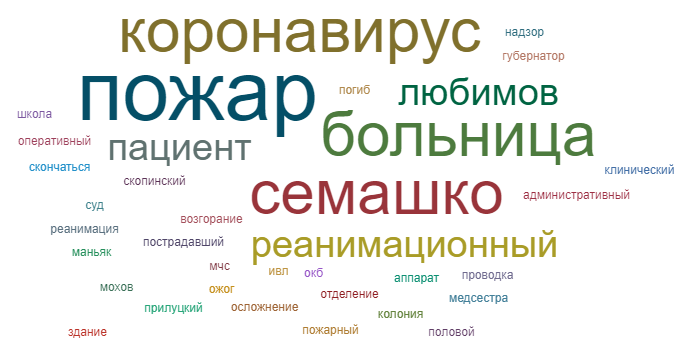 коронавирус
надзор
губернатор
пожар
погиб
любимов
школа
больница
оперативный
пациент
скончаться
клинический
скопинский
семашко
административный
суд
возгорание
реанимация
пострадавший
реанимационный
маньяк
мчс
ивл
окб
аппарат
проводка
мохов
ожог
отделение
медсестра
прилуцкий
осложнение
колония
здание
пожарный
половой